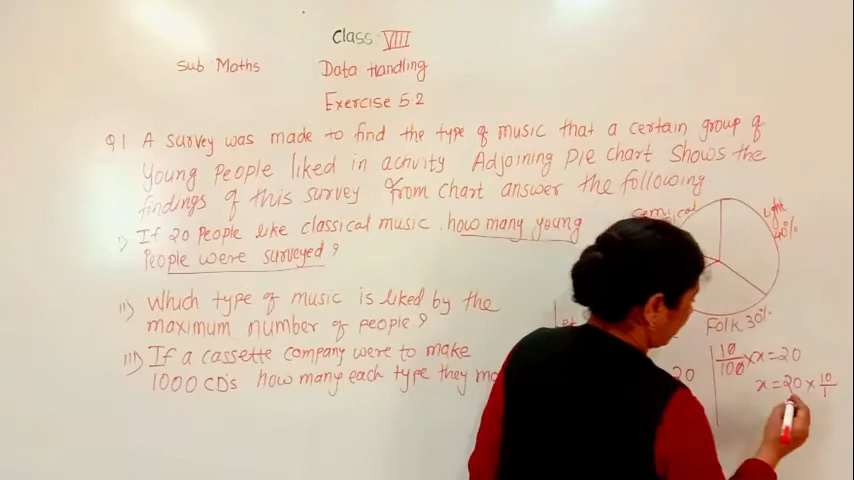 Class VIII
Sub Maths Data Handling
Exercise 5.2
Q1 A survey was made to find the type of music that a certain group of
Young People liked in activity Adjoining Pie chart Shows the
findings of this survey from chart answer the following
i) If 20 People like classical music how many young
People were surveyed?
ii) Which type of music is liked by the
maximum number of people?
iii) If a cassette company were to make
1000 CD's how many each type they
Light
40%
Folk 30%
10/100 × x = 20
x = 20 × 10/1
20